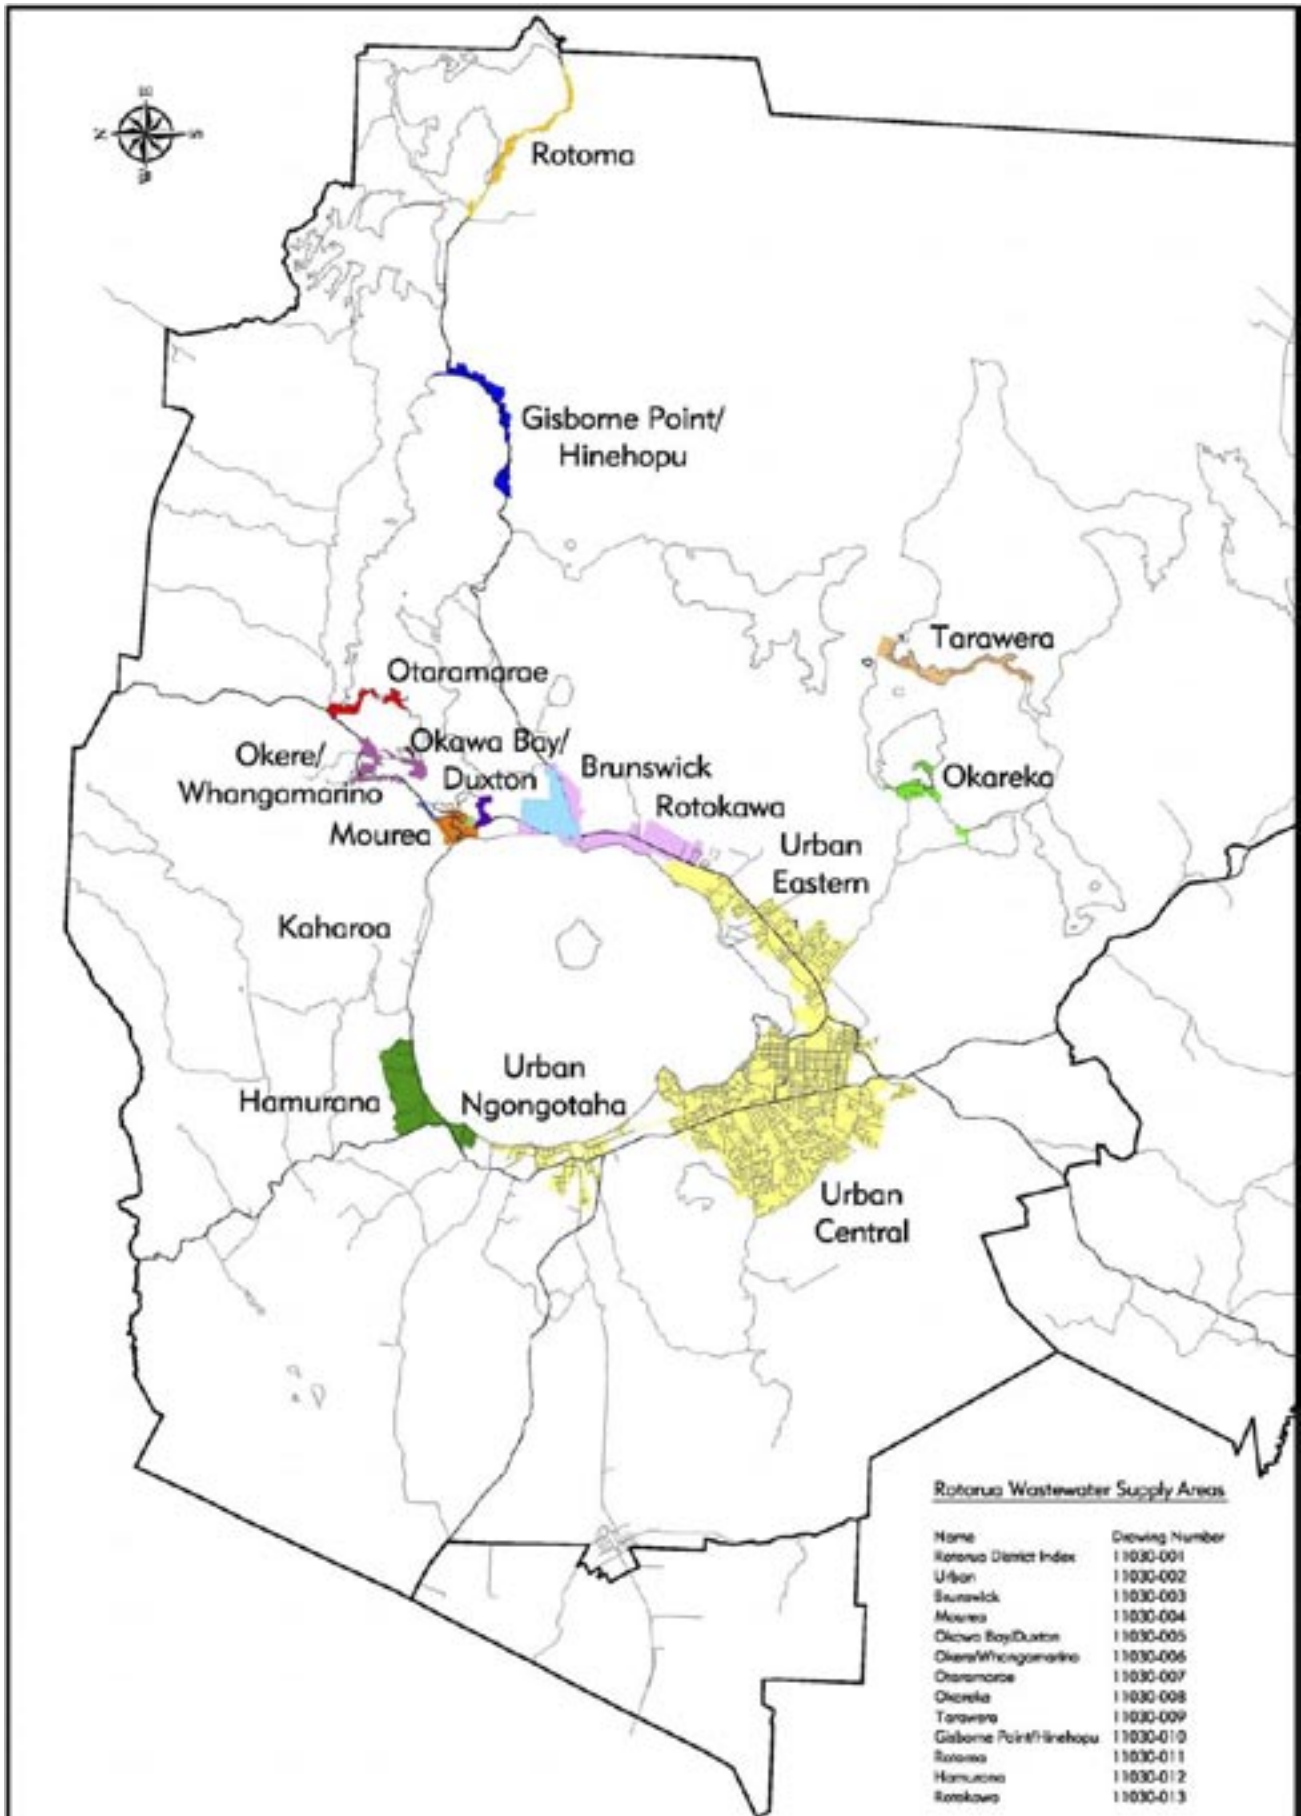 E
N
S
W
Rotoma
Gisborne Point/
Hinehopu
Tarawera
Otaramarae
Okere/
Whangamarino
Okawa Bay/
Duxton
Brunswick
Okareka
Rotokawa
Mourea
Urban
Eastern
Kaharoa
Urban
Ngongotaha
Hamurana
Urban
Central
Rotorua Wastewater Supply Areas
Name Drawing Number
Rotorua District Index 11030-001
Urban 11030-002
Brunswick 11030-003
Mourea 11030-004
Okawa Bay/Duxton 11030-005
Okere/Whangamarino 11030-006
Otaramarae 11030-007
Okareka 11030-008
Tarawera 11030-009
Gisborne Point/Hinehopu 11030-010
Rotoma 11030-011
Hamurana 11030-012
Rotokawa 11030-013